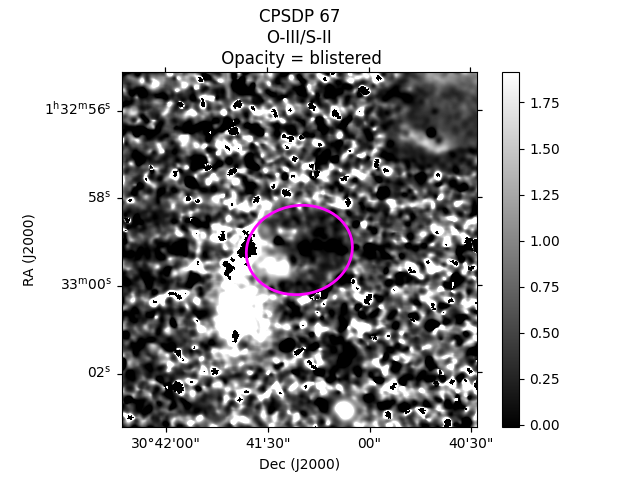 CPSDP 67
O-III/S-II
Opacity = blistered
RA (J2000)
1h32m56s
58s
33m00s
02s
30°42'00"
41'30"
00"
40'30"
Dec (J2000)
1.75
1.50
1.25
1.00
0.75
0.50
0.25
0.00